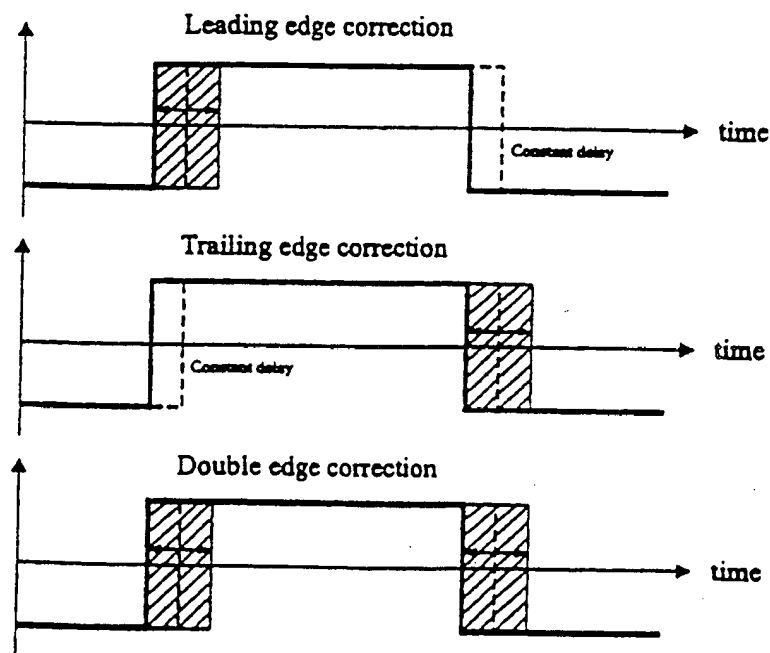 Leading edge correction
time
Constant delay
Trailing edge correction
time
Constant delay
Double edge correction
time